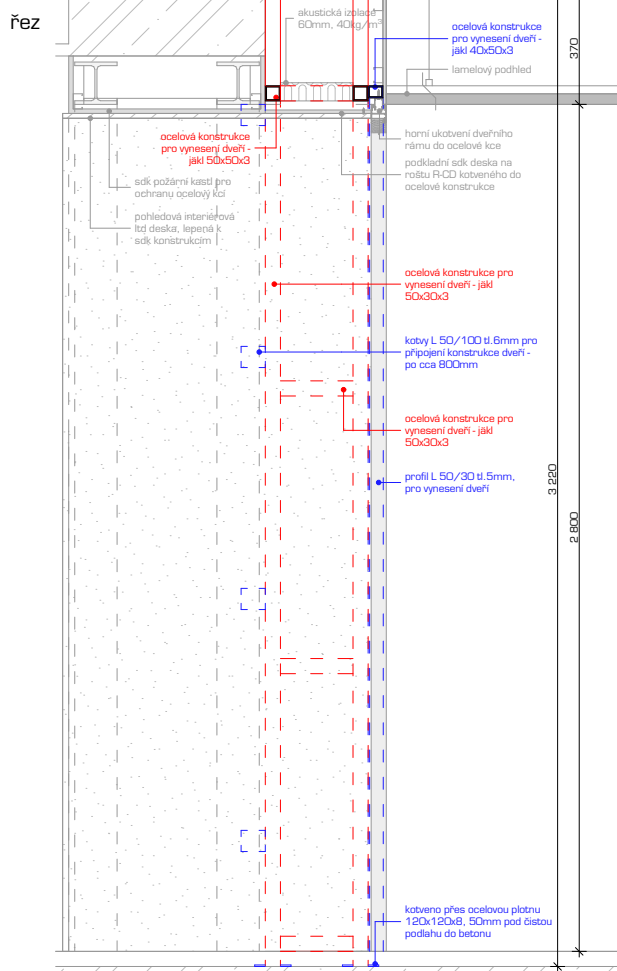 řez
akustická izolace
60mm, 40kg/m³
ocelová konstrukce
pro vynesení dveří -
jäkl 40x50x3
370
lamelový podhled
ocelová konstrukce
pro vynesení dveří -
jäkl 50x50x3
horní ukotvení dveřního
rámu do ocelové kce
podkladní sdk deska na
roštu R-CD kotveného do
ocelové konstrukce
sdk požární kastl pro
ochranu ocelový kcí
pohledová interiérová
ltd deska, lepená k
sdk konstrukcím
ocelová konstrukce pro
vynesení dveří - jäkl
50x30x3
kotvy L 50/100 tl.6mm pro
připojení konstrukce dveří -
po cca 800mm
ocelová konstrukce pro
vynesení dveří - jäkl
50x30x3
profil L 50/30 tl.5mm,
pro vynesení dveří
3 220
2 800
kotveno přes ocelovou plotnu
120x120x8, 50mm pod čistou
podlahu do betonu